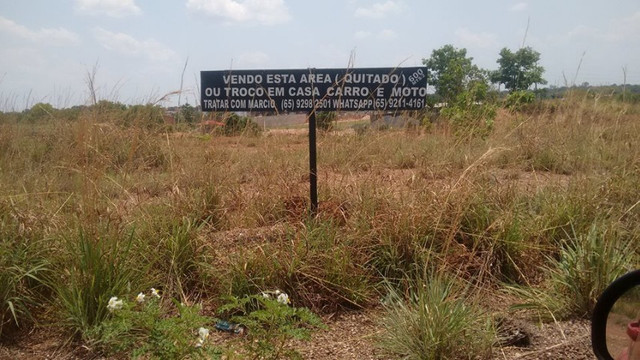 VENDO ESTA AREA ( QUITADO )
OU TROCO EM CASA CARRO E MOTO
TRATAR COM MARCIO (65) 9298 2501 WHATSAPP (65) 9211-4161